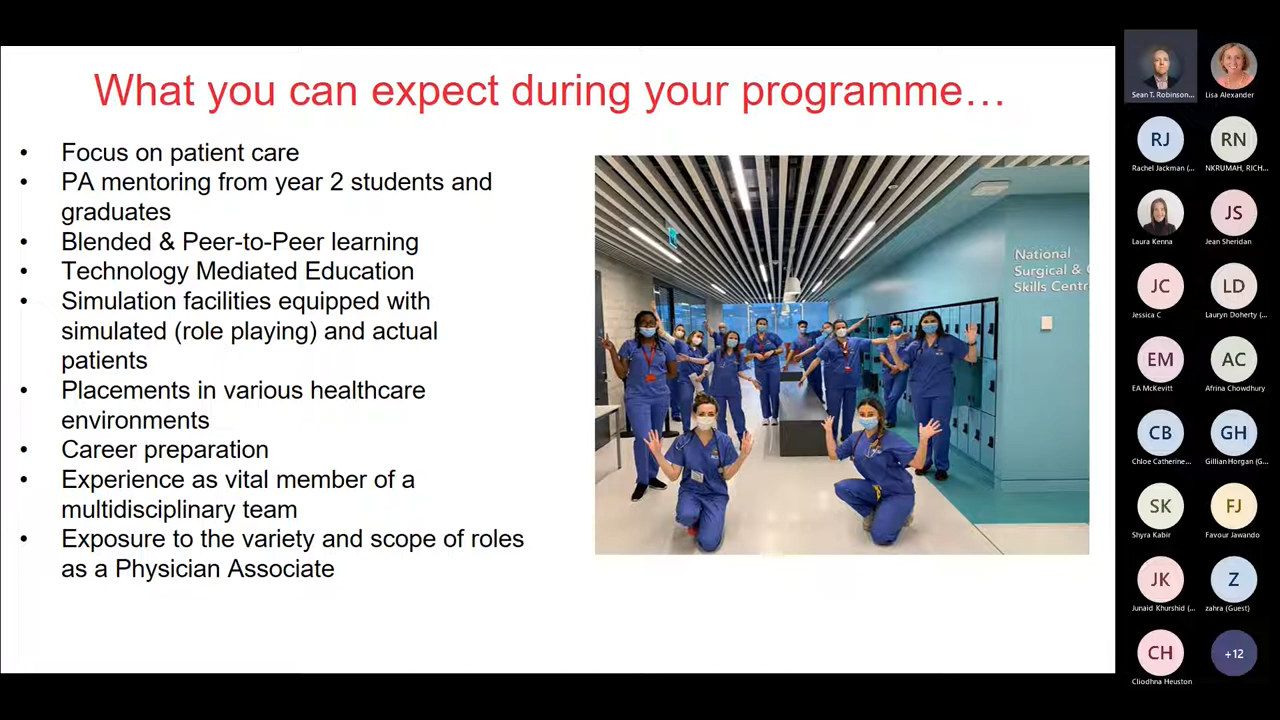 What you can expect during your programme…
• Focus on patient care
• PA mentoring from year 2 students and
graduates
• Blended & Peer-to-Peer learning
• Technology Mediated Education
• Simulation facilities equipped with
simulated (role playing) and actual
patients
• Placements in various healthcare
environments
• Career preparation
• Experience as vital member of a
multidisciplinary team
• Exposure to the variety and scope of roles
as a Physician Associate
National
Surgical &
Skills Centr
Sean T. Robinson...
Lisa Alexander
RJ
Rachel Jackman (...
RN
NKRUMAH, RICH...
Laura Kenna
JS
Jean Sheridan
JC
Jessica C
LD
Lauryn Doherty (...
EM
EA McKevitt
AC
Afrina Chowdhury
CB
Chloe Catherine...
GH
Gillian Horgan (G...
SK
Shyra Kabir
FJ
Favour Jawando
JK
Junaid Khurshid (...
Z
zahra (Guest)
CH
Cliodhna Heuston
+12